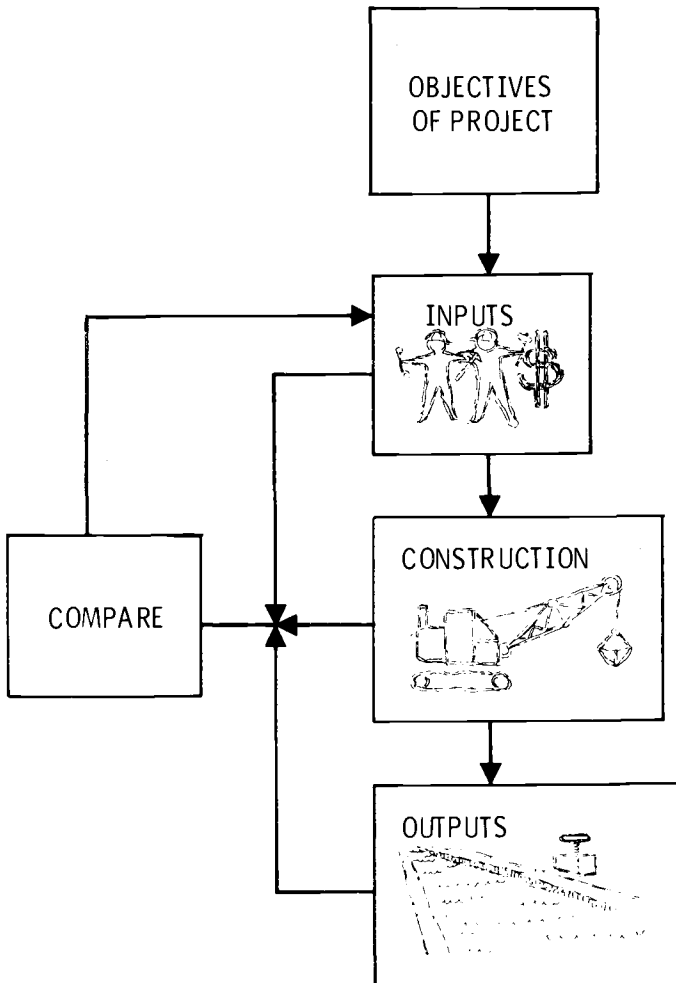 OBJECTIVES
OF PROJECT
INPUTS
$
CONSTRUCTION
COMPARE
OUTPUTS